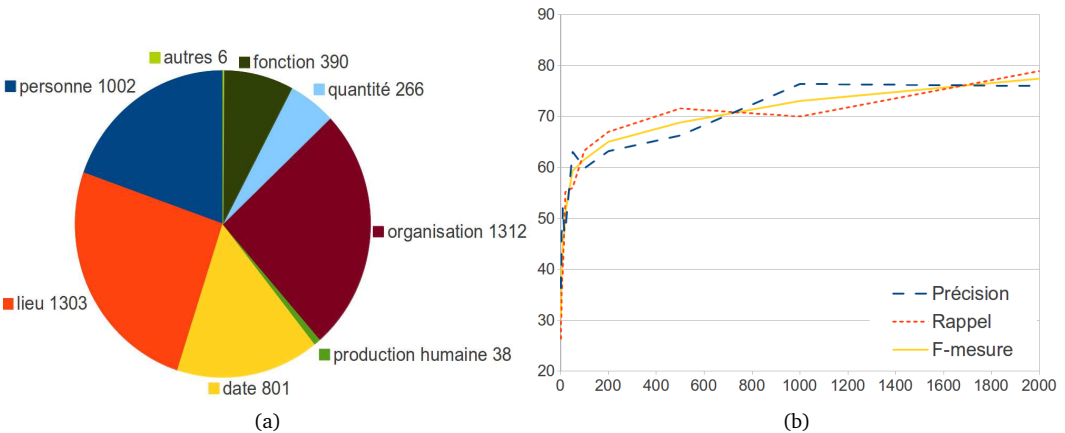 autres 6
fonction 390
personne 1002
quantité 266
organisation 1312
lieu 1303
production humaine 38
date 801
(a)
90
80
70
60
50
40
30
20
0 200 400 600 800 1000 1200 1400 1600 1800 2000
Précision
Rappel
F-mesure
(b)